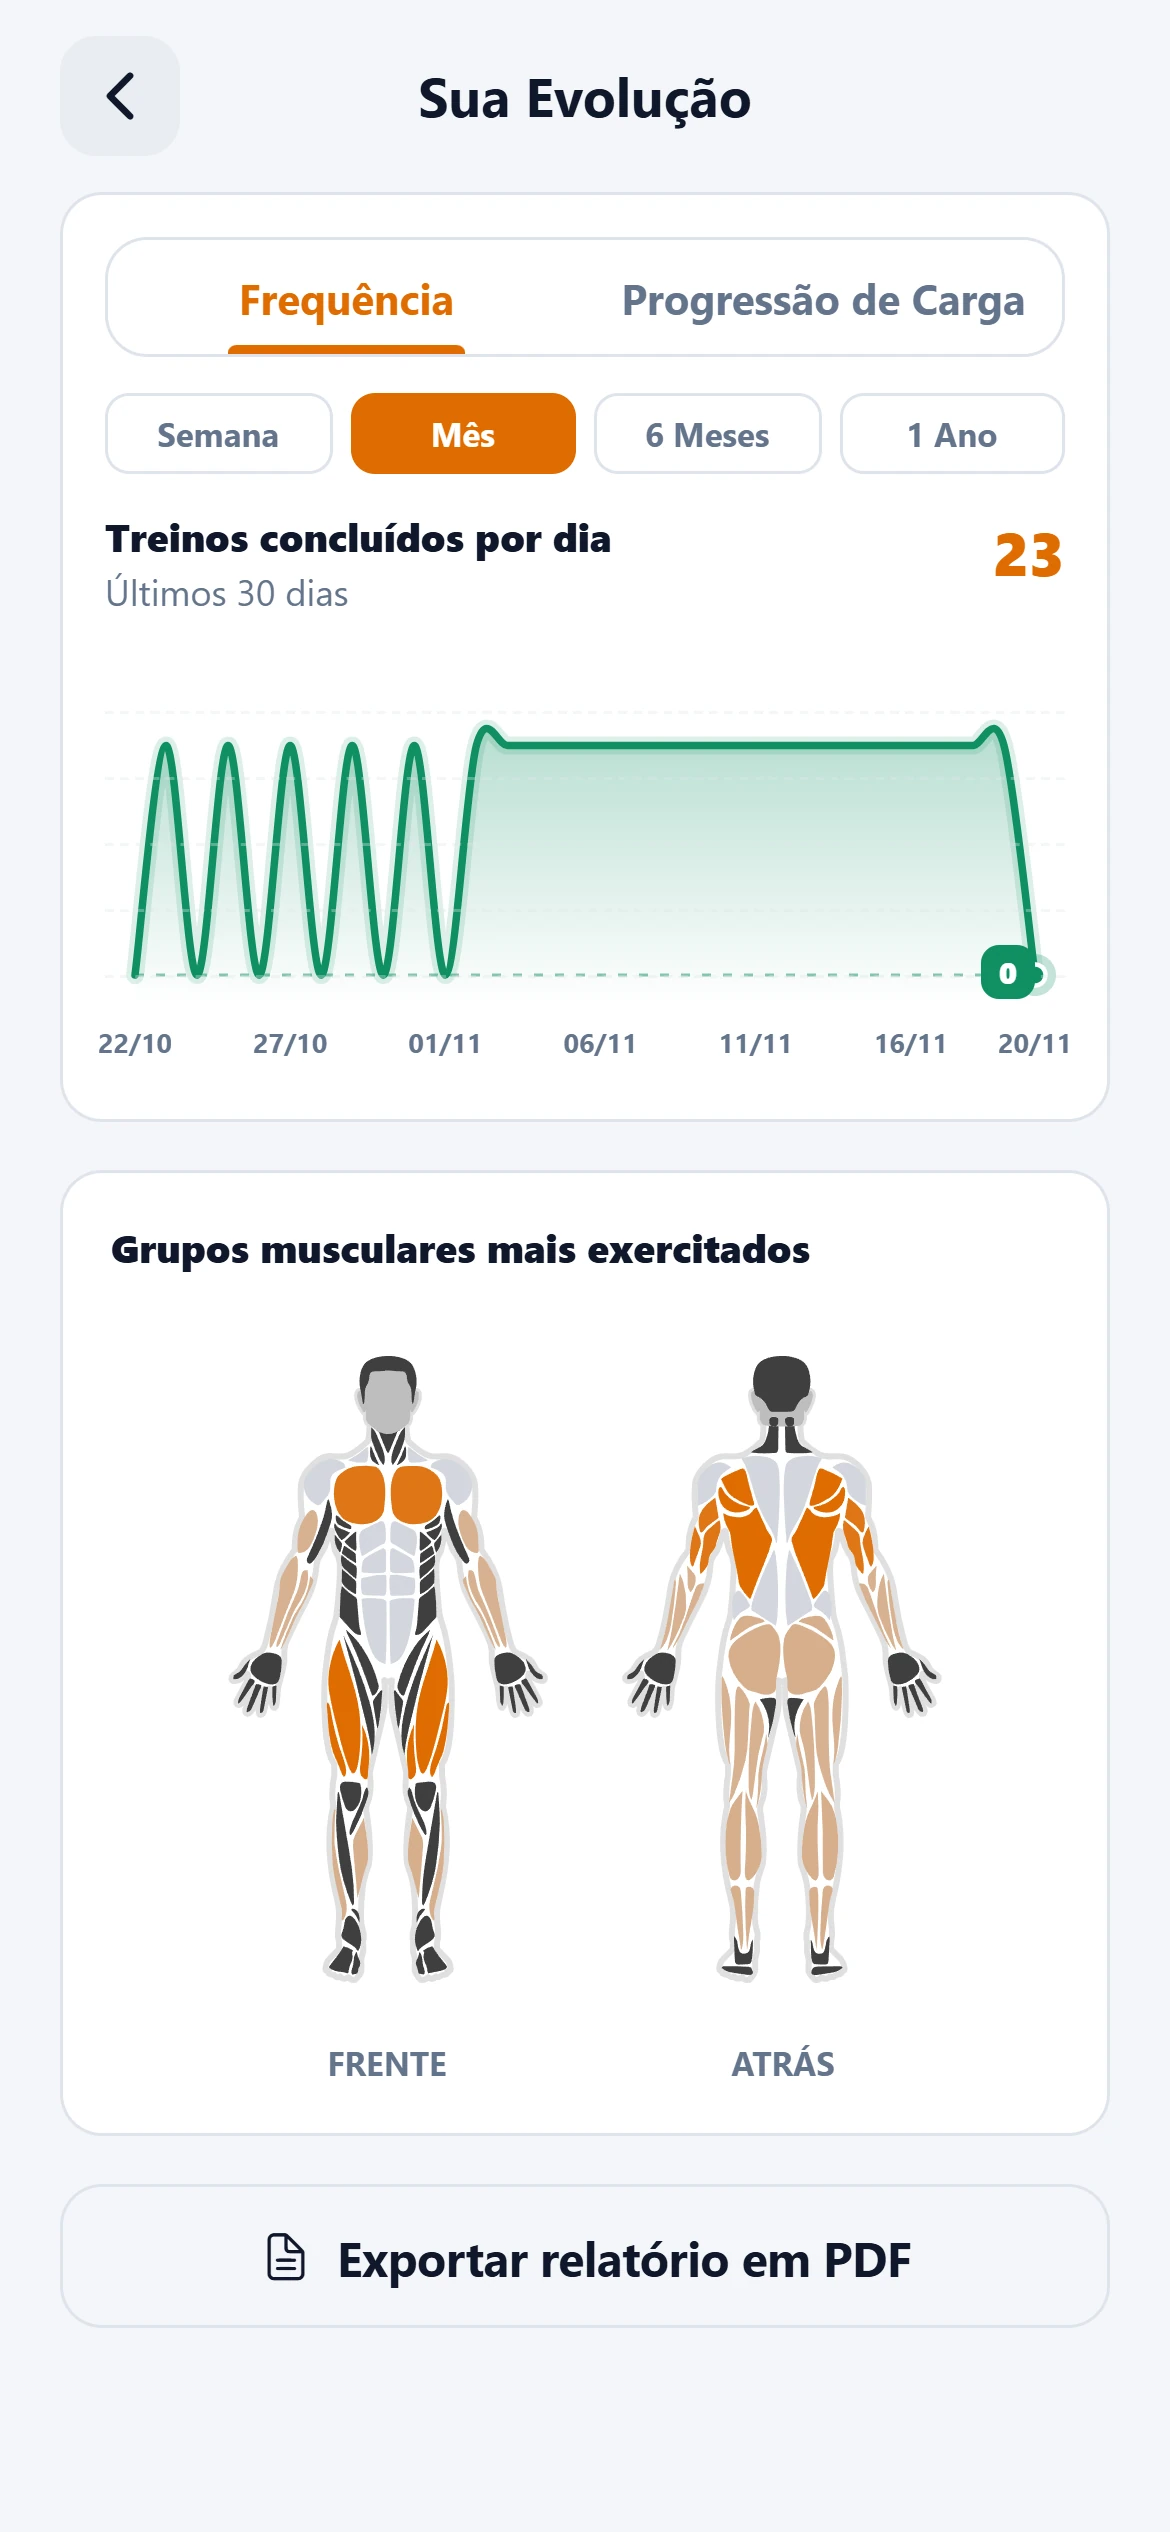 Sua Evolução
Frequência
Progressão de Carga
Semana
Mês
6 Meses
1 Ano
Treinos concluídos por dia
23
Últimos 30 dias
0
22/10
27/10
01/11
06/11
11/11
16/11
20/11
Grupos musculares mais exercitados
FRENTE
ATRÁS
Exportar relatório em PDF